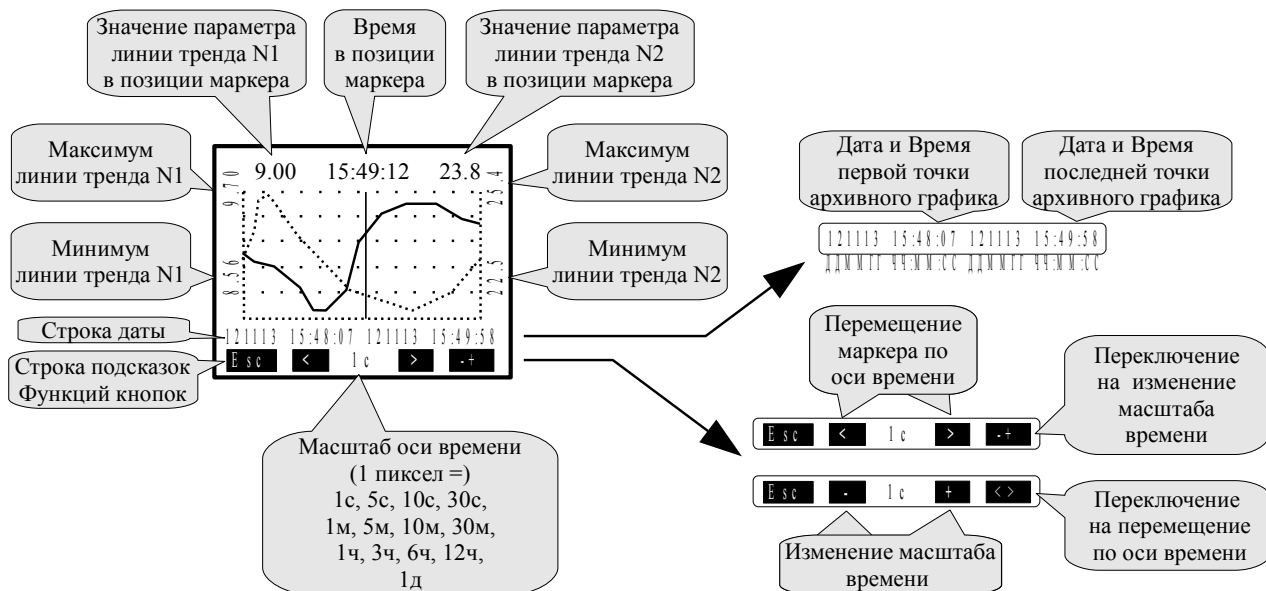 Значение параметра
линии тренда N1
в позиции маркера
Время
в позиции
маркера
Значение параметра
линии тренда N2
в позиции маркера
Максимум
линии тренда N1
Минимум
линии тренда N1
Строка даты
Строка подсказок
Функций кнопок
9.00 15:49:12 23.8
9.70
8.56
25.4
22.5
121113 15:48:07 121113 15:49:58
Esc < 1с > -+
Максимум
линии тренда N2
Минимум
линии тренда N2
Масштаб оси времени
(1 пиксел =)
1с, 5с, 10с, 30с,
1м, 5м, 10м, 30м,
1ч, 3ч, 6ч, 12ч,
1д
Дата и Время
первой точки
архивного графика
Дата и Время
последней точки
архивного графика
121113 15:48:07 121113 15:49:58
ДДММГГ ЧЧ:ММ:СС ДДММГГ ЧЧ:ММ:СС
Перемещение
маркера по
оси времени
Переключение
на изменение
масштаба
времени
Esc < 1с > -+
Esc - 1с + <>
Изменение масштаба
времени
Переключение
на перемещение
по оси времени